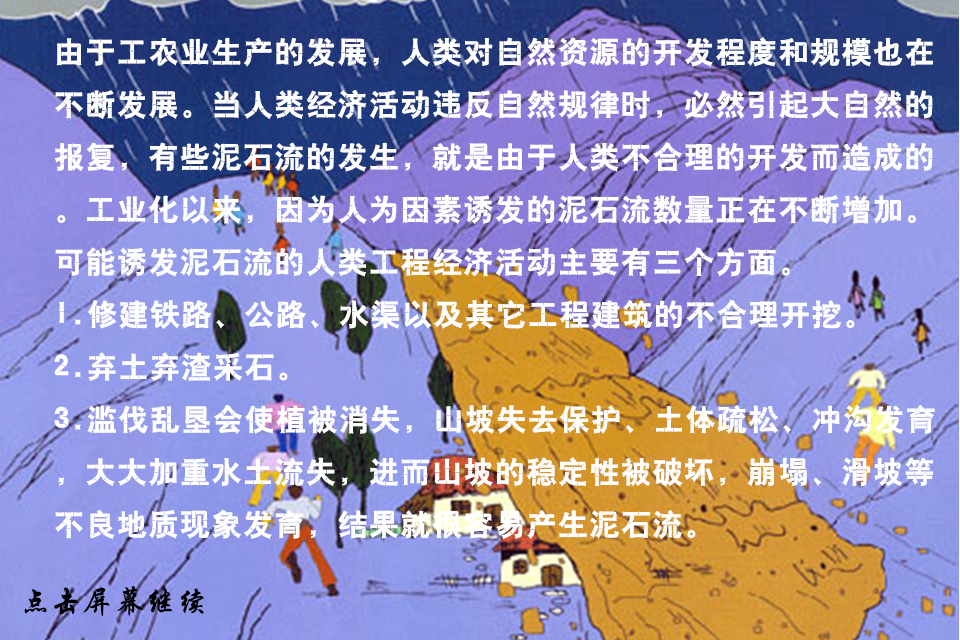 由于工农业生产的发展，人类对自然资源的开发程度和规模也在
不断发展。当人类经济活动违反自然规律时，必然引起大自然的
报复，有些泥石流的发生，就是由于人类不合理的开发而造成的
。工业化以来，因为人为因素诱发的泥石流数量正在不断增加。
可能诱发泥石流的人类工程经济活动主要有三个方面。
1.修建铁路、公路、水渠以及其它工程建筑的不合理开挖。
2.弃土弃渣采石。
3.滥伐乱垦会使植被消失，山坡失去保护、土体疏松、冲沟发育
，大大加重水土流失，进而山坡的稳定性被破坏，崩塌、滑坡等
不良地质现象发育，结果就很容易产生泥石流。
点击屏幕继续